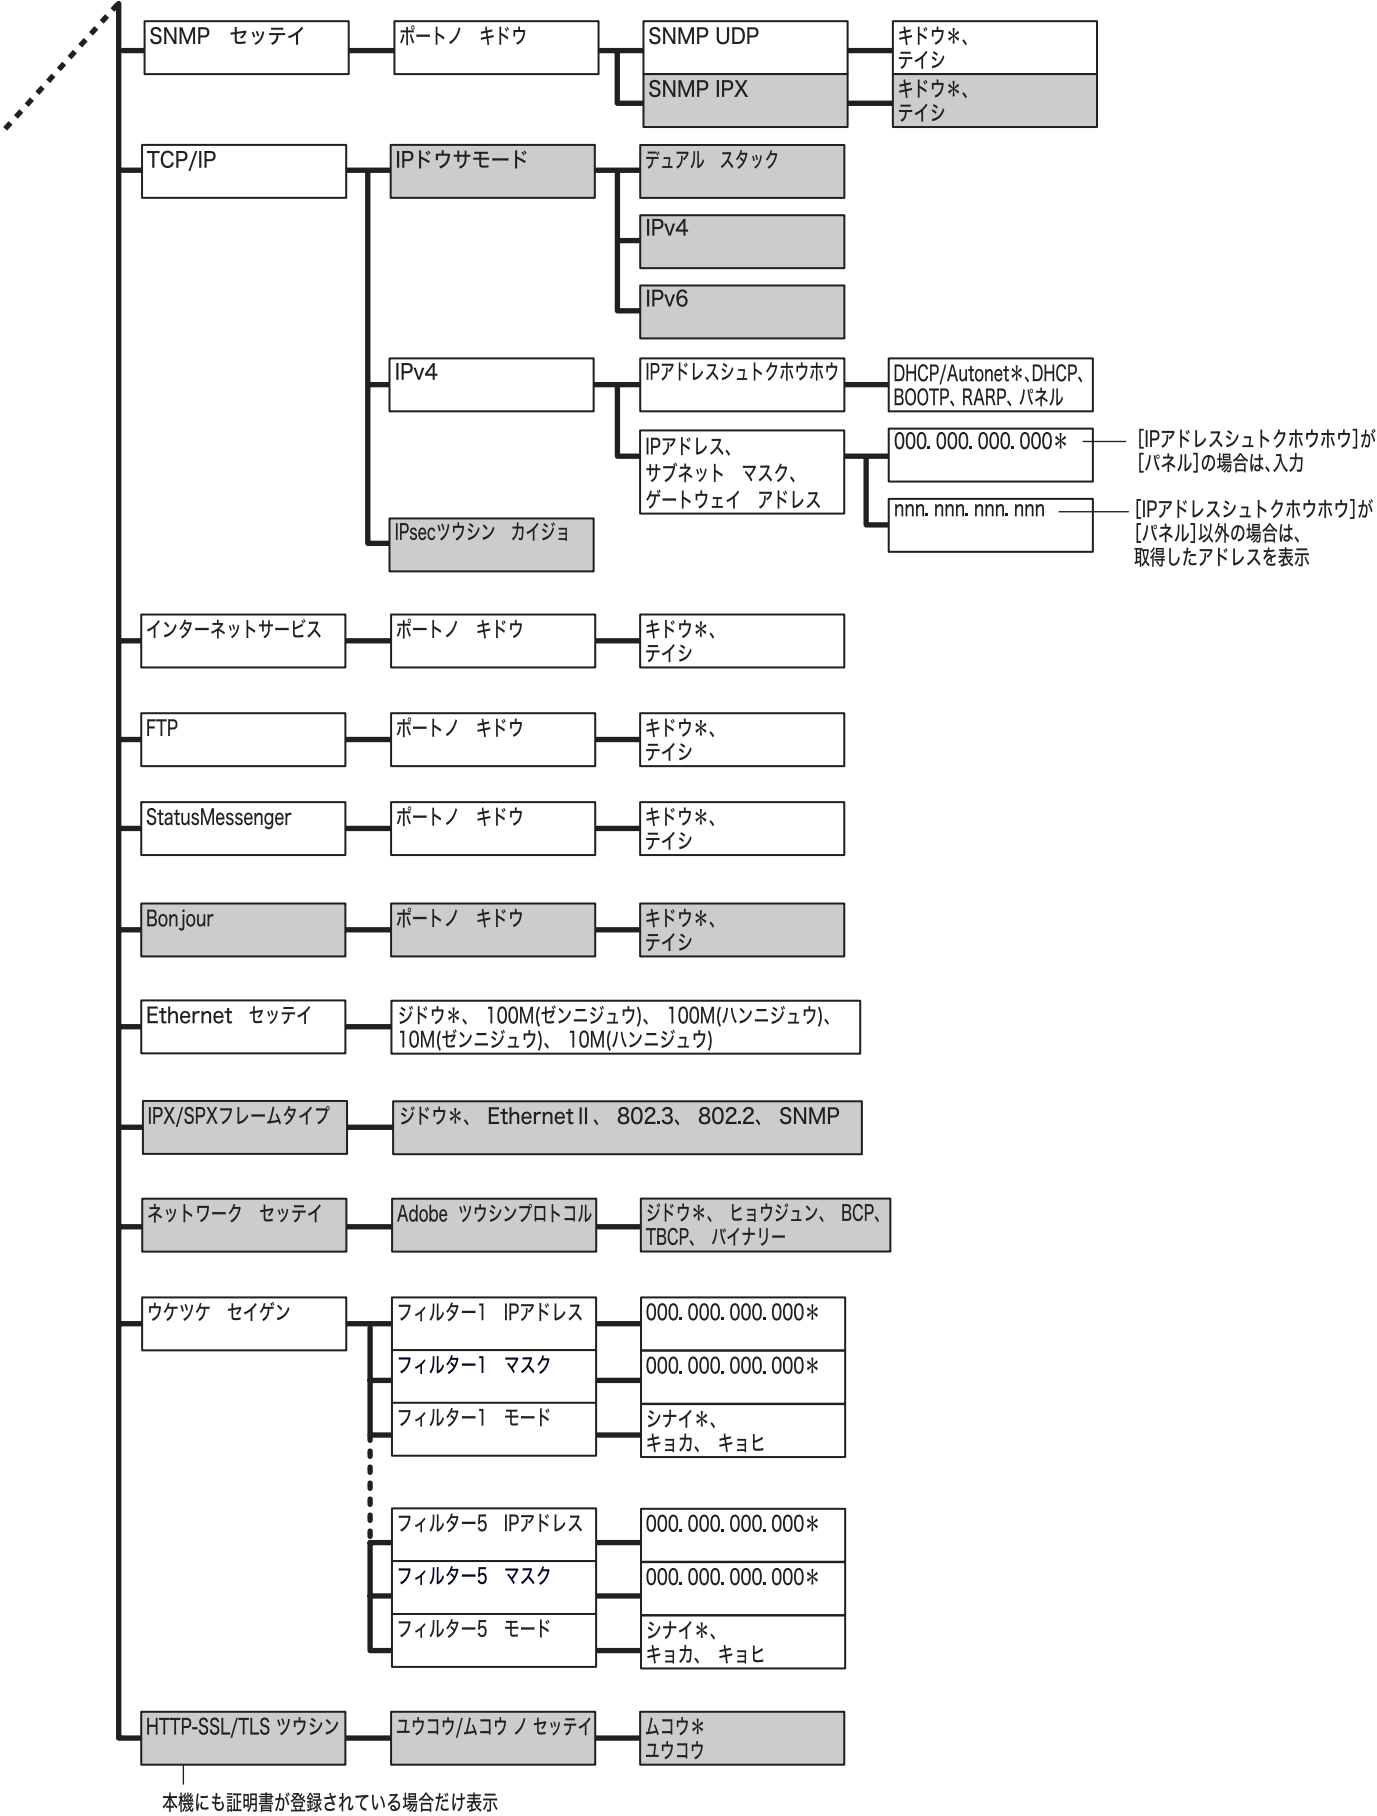 SNMP　セッテイ
ポートノ　キドウ
SNMP UDP
キドウ＊、
テイシ
SNMP IPX
キドウ＊、
テイシ
TCP/IP
IPドウサモード
デュアル　スタック
IPv4
IPv6
IPv4
IPアドレスシュトクホウホウ
DHCP/Autonet＊、DHCP、
BOOTP、RARP、パネル
IPアドレス、
サブネット　マスク、
ゲートウェイ　アドレス
000. 000. 000. 000＊
[IPアドレスシュトクホウホウ]が
[パネル]の場合は、入力
nnn. nnn. nnn. nnn
[IPアドレスシュトクホウホウ]が
[パネル]以外の場合は、
取得したアドレスを表示
IPsecツウシン　カイジョ
インターネットサービス
ポートノ　キドウ
キドウ＊、
テイシ
FTP
ポートノ　キドウ
キドウ＊、
テイシ
StatusMessenger
ポートノ　キドウ
キドウ＊、
テイシ
Bonjour
ポートノ　キドウ
キドウ＊、
テイシ
Ethernet　セッテイ
ジドウ＊、 100M(ゼンニジュウ)、 100M(ハンニジュウ)、
10M(ゼンニジュウ)、 10M(ハンニジュウ)
IPX/SPXフレームタイプ
ジドウ＊、 EthernetⅡ、 802.3、 802.2、 SNMP
ネットワーク　セッテイ
Adobe ツウシンプロトコル
ジドウ＊、 ヒョウジュン、 BCP、
TBCP、 バイナリー
ウケツケ　セイゲン
フィルター1　IPアドレス
000. 000. 000. 000＊
フィルター1　マスク
000. 000. 000. 000＊
フィルター1　モード
シナイ＊、
キョカ、 キョヒ
フィルター5　IPアドレス
000. 000. 000. 000＊
フィルター5　マスク
000. 000. 000. 000＊
フィルター5　モード
シナイ＊、
キョカ、 キョヒ
HTTP-SSL/TLS ツウシン
ユウコウ/ムコウ ノ セッテイ
ムコウ＊
ユウコウ
本機にも証明書が登録されている場合だけ表示